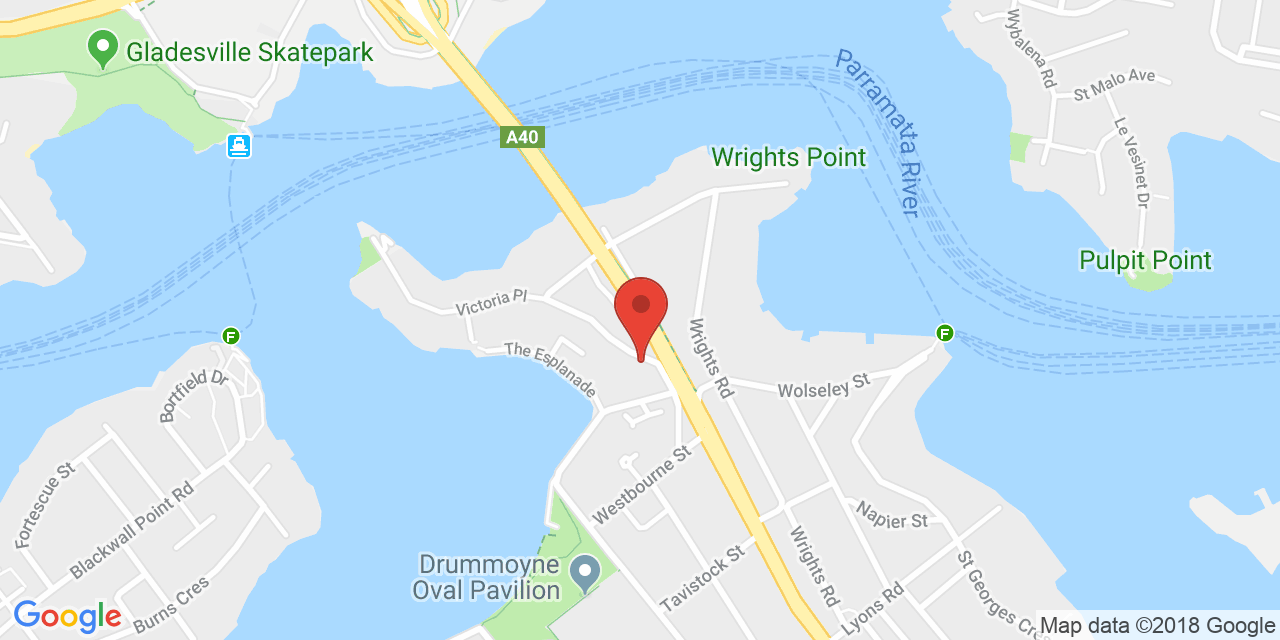 Gladesville Skatepark
Wybalena Rd
St Malo Ave
Parramatta River
A40
Le Vesinet Dr
Wrights Point
Pulpit Point
Victoria Pl
F
F
Wrights Rd
The Esplanade
Bortfield Dr
Wolseley St
Westbourne St
Fortescue St
Blackwall Point Rd
Napier St
Drummoyne
Oval Pavilion
Wrights Rd
Tavistock St
St Georges Cre
Lyons Rd
Burns Cres
Google
Map data ©2018 Google